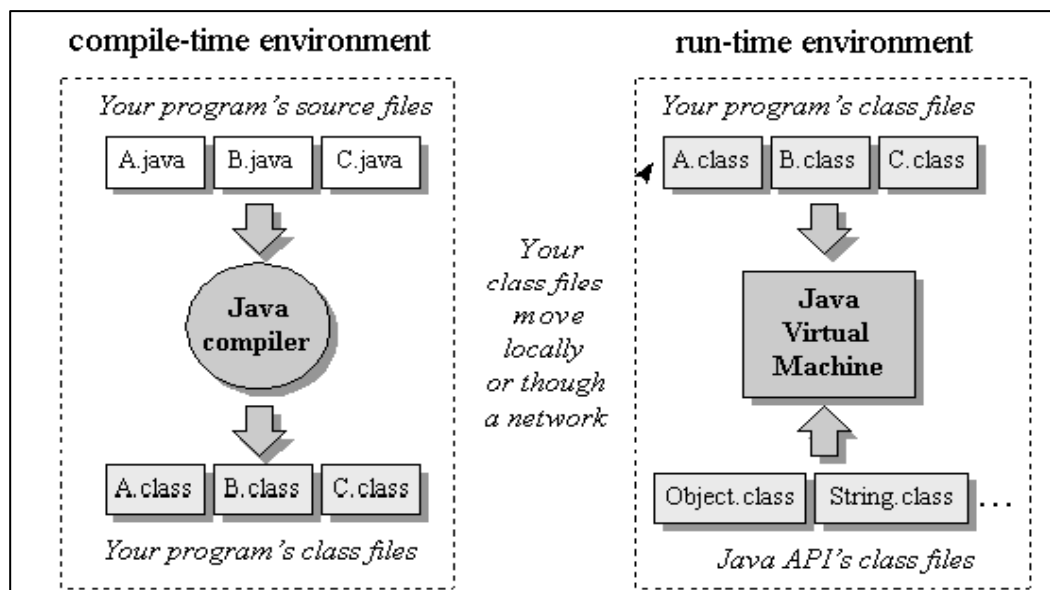 compile-time environment
Your program's source files
A.java B.java C.java
Java
compiler
A.class B.class C.class
Your program's class files
Your
class files
move
locally
or though
a network
run-time environment
Your program's class files
A.class B.class C.class
Java
Virtual
Machine
Object.class String.class ...
Java API's class files